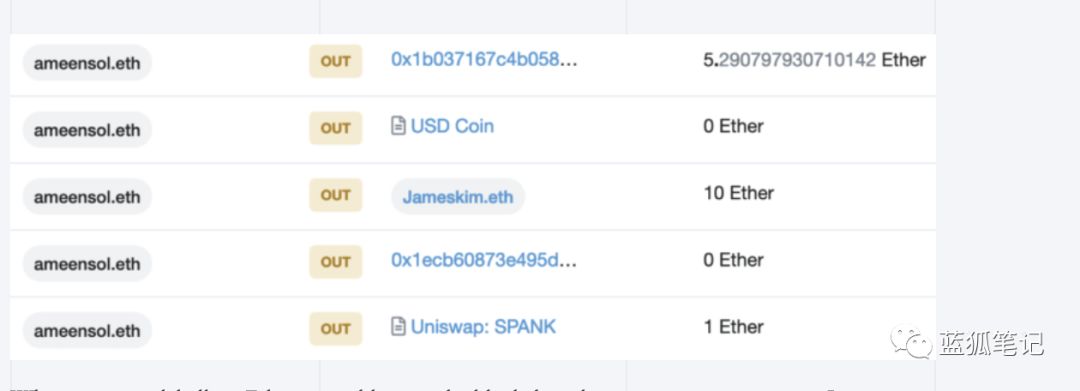 ameensol.eth OUT 0x1b037167c4b058... 5.290797930710142 Ether
ameensol.eth OUT USD Coin 0 Ether
ameensol.eth OUT Jameskim.eth 10 Ether
ameensol.eth OUT 0x1ecb60873e495d... 0 Ether
ameensol.eth OUT Uniswap: SPANK 1 Ether
蓝狐笔记